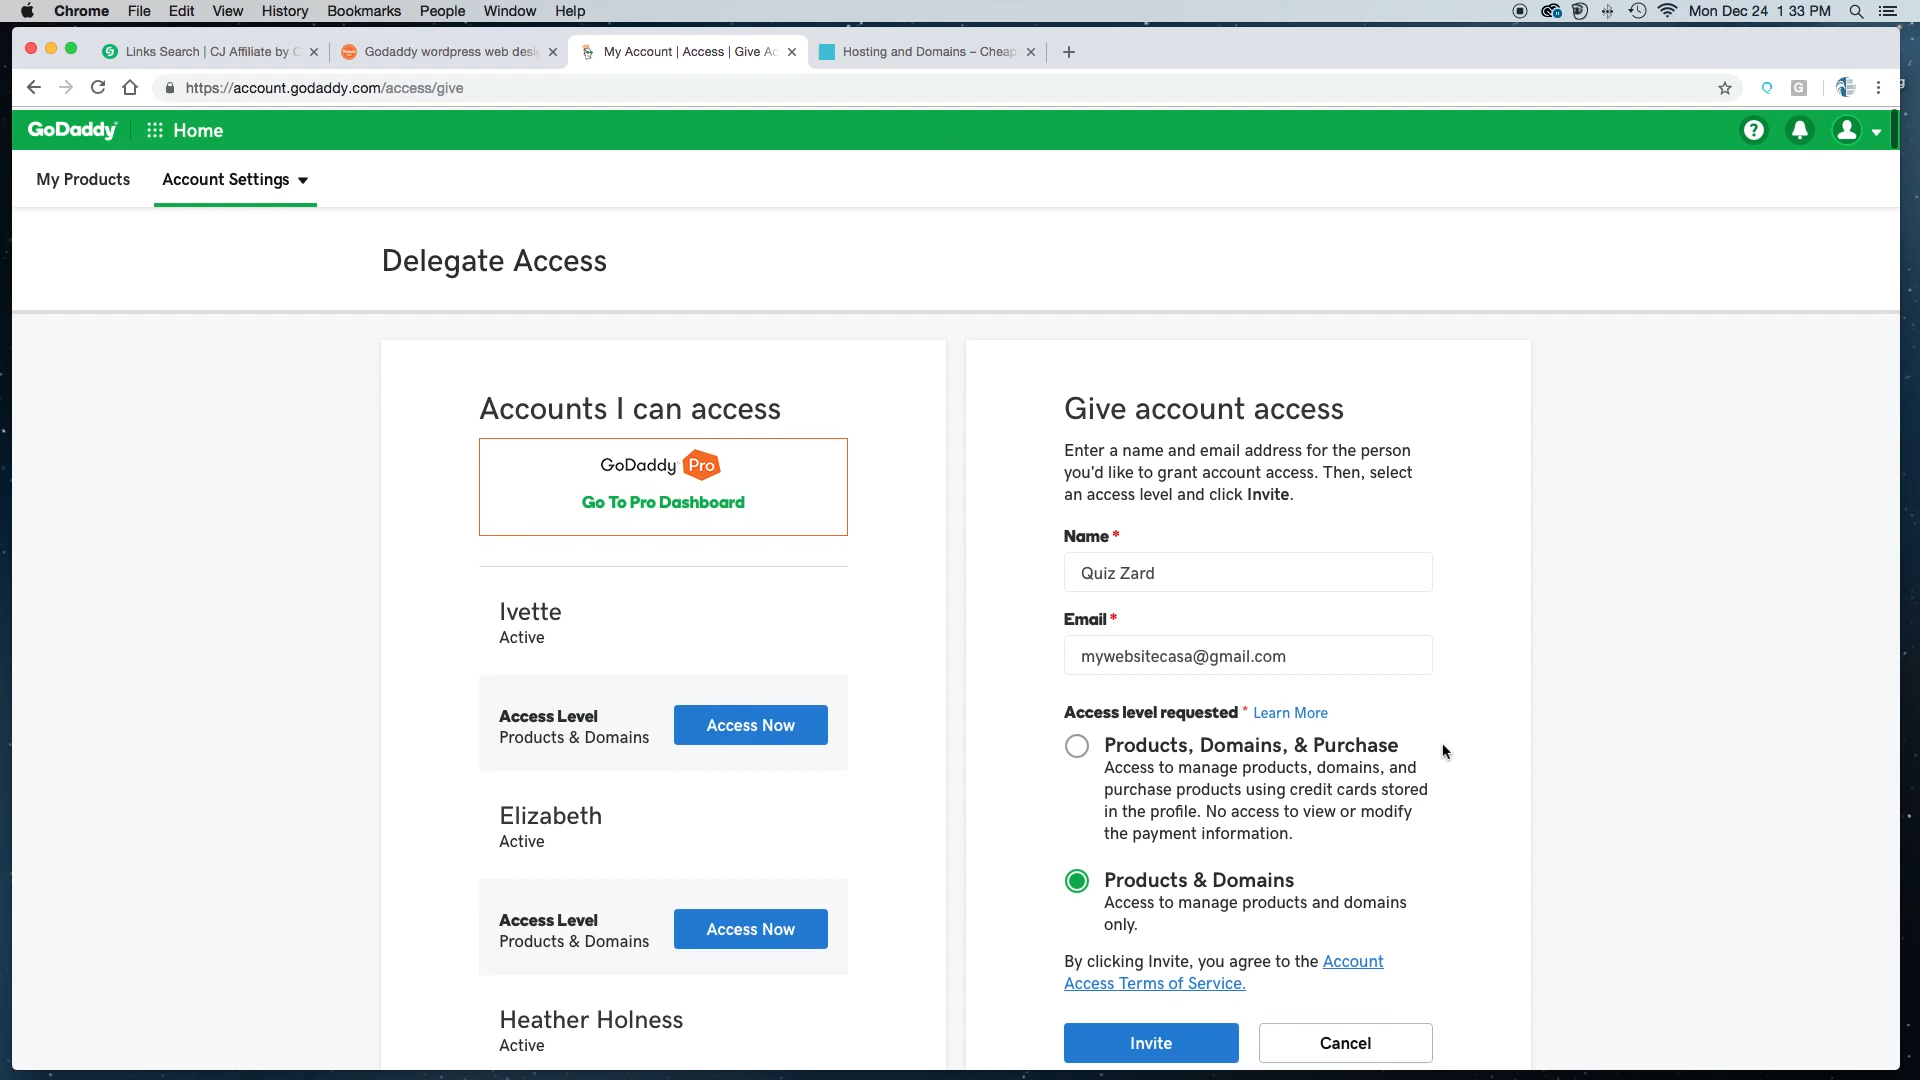 Chrome File Edit View History Bookmarks People Window Help Mon Dec 24 1 33 PM
Links Search | CJ Affiliate by C Godaddy wordpress web desi My Account | Access | Give Ac Hosting and Domains – Cheap
https://account.godaddy.com/access/give
GoDaddy Home
My Products Account Settings
Delegate Access
Accounts I can access
GoDaddy Pro
Go To Pro Dashboard
Ivette
Active
Access Level
Products & Domains
Access Now
Elizabeth
Active
Access Level
Products & Domains
Access Now
Heather Holness
Active
Give account access
Enter a name and email address for the person
you'd like to grant account access. Then, select
an access level and click Invite.
Name *
Quiz Zard
Email *
mywebsitecasa@gmail.com
Access level requested * Learn More
Products, Domains, & Purchase
Access to manage products, domains, and
purchase products using credit cards stored
in the profile. No access to view or modify
the payment information.
Products & Domains
Access to manage products and domains
only.
By clicking Invite, you agree to the Account
Access Terms of Service.
Invite Cancel